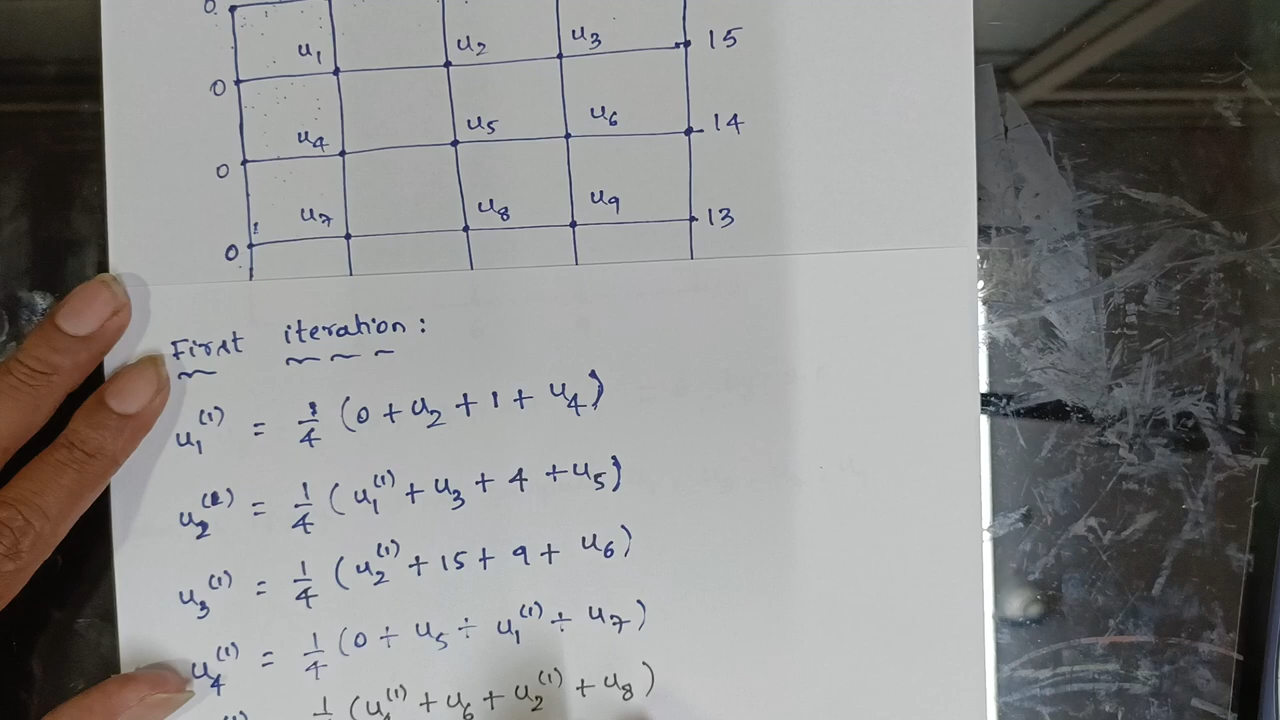 0
u₁ u₂ u₃ 15
0
u₄ u₅ u₆ 14
0
u₇ u₈ u₉ 13
0
First iteration:
u₁⁽¹⁾ = 1/4 (0 + u₂ + 1 + u₄)
u₂⁽¹⁾ = 1/4 (u₁⁽¹⁾ + u₃ + 4 + u₅)
u₃⁽¹⁾ = 1/4 (u₂⁽¹⁾ + 15 + 9 + u₆)
u₄⁽¹⁾ = 1/4 (0 + u₅ + u₁⁽¹⁾ + u₇)
1/4 (u₄⁽¹⁾ + u₆ + u₂⁽¹⁾ + u₈)